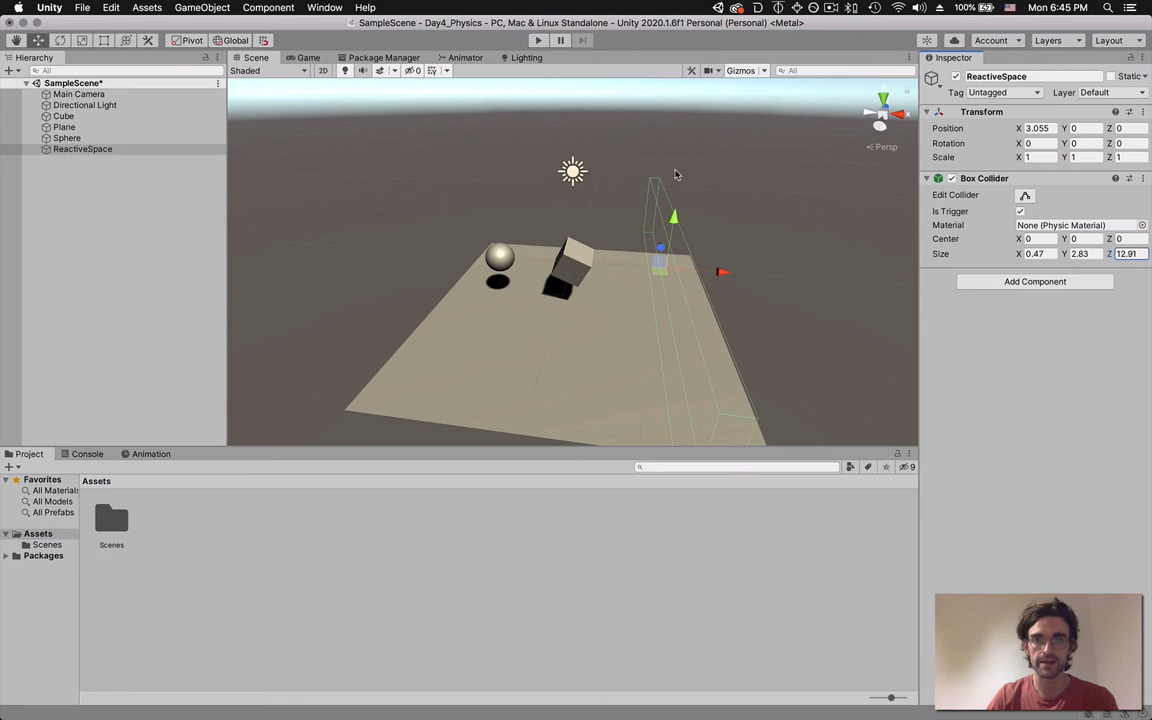 Unity File Edit Assets GameObject Component Window Help 100% Mon 6:45 PM
SampleScene - Day4_Physics - PC, Mac & Linux Standalone - Unity 2020.1.6f1 Personal (Personal) <Metal>
Pivot Global Account Layers Layout
Hierarchy Scene Game Package Manager Animator Lighting Inspector
All Shaded 2D 0 Gizmos All
SampleScene*
Main Camera
Directional Light
Cube
Plane
Sphere
ReactiveSpace
x
Persp
ReactiveSpace Static
Tag Untagged Layer Default
Transform
Position X 3.055 Y 0 Z 0
Rotation X 0 Y 0 Z 0
Scale X 1 Y 1 Z 1
Box Collider
Edit Collider
Is Trigger
Material None (Physic Material)
Center X 0 Y 0 Z 0
Size X 0.47 Y 2.83 Z 12.91
Add Component
Project Console Animation
9
Favorites
All Materials
All Models
All Prefabs
Assets
Scenes
Packages
Assets
Scenes